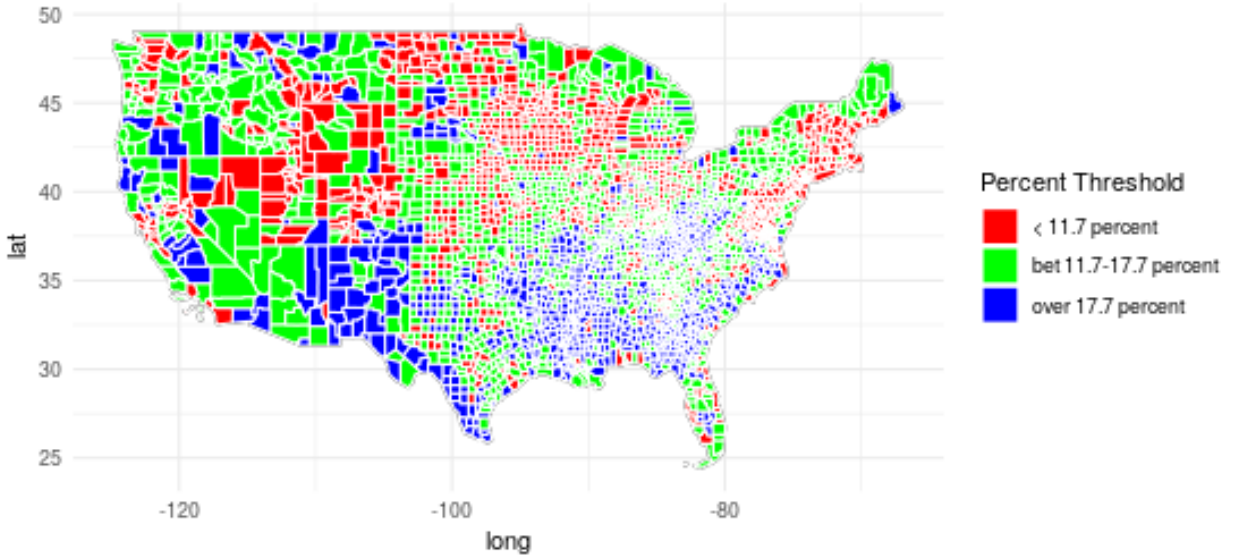 50
45
40
35
30
25
lat
-120
-100
-80
long
Percent Threshold
< 11.7 percent
bet 11.7-17.7 percent
over 17.7 percent